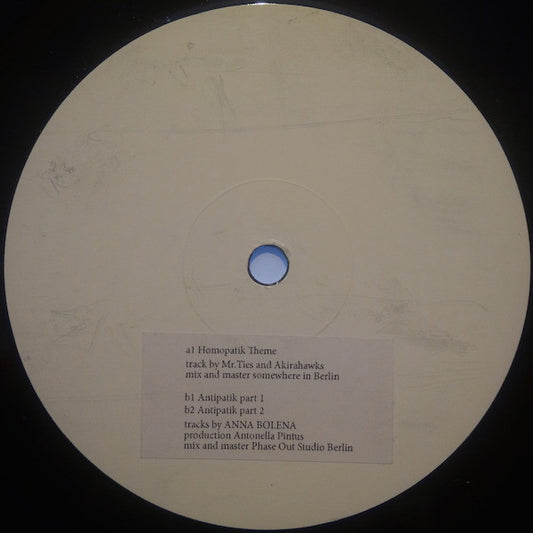 a1 Homopatik Theme
track by Mr.Ties and Akirahawks
mix and master somewhere in Berlin
b1 Antipatik part 1
b2 Antipatik part 2
tracks by ANNA BOLENA
production Antonella Pintus
mix and master Phase Out Studio Berlin